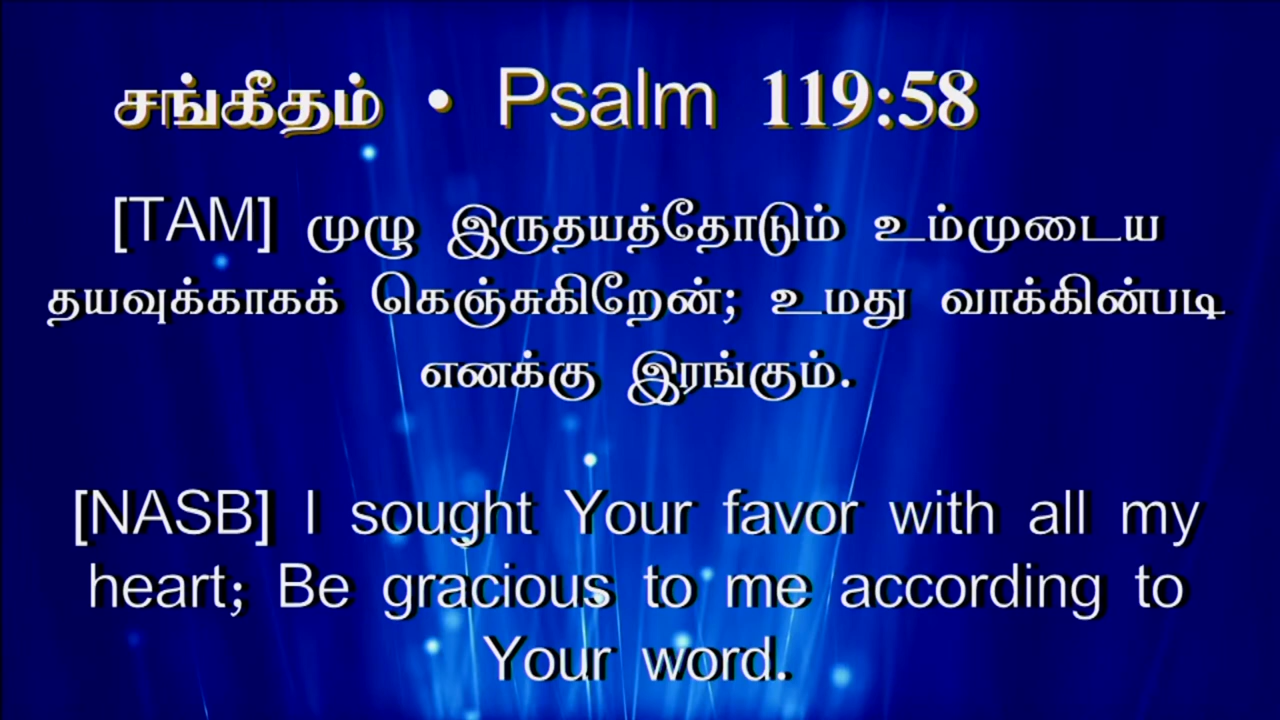 சங்கீதம் • Psalm 119:58
[TAM] முழு இருதயத்தோடும் உம்முடைய
தயவுக்காகக் கெஞ்சுகிறேன்; உமது வாக்கின்படி
எனக்கு இரங்கும்.
[NASB] I sought Your favor with all my
heart; Be gracious to me according to
Your word.